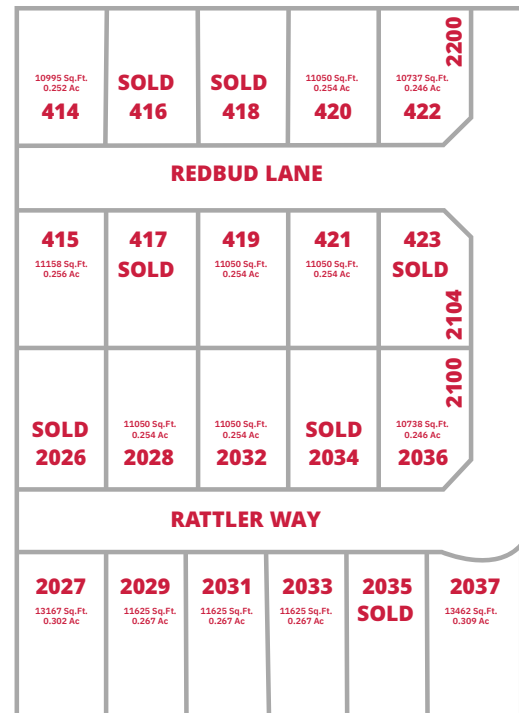 10995 Sq.Ft.
0.252 Ac
414
SOLD
416
SOLD
418
11050 Sq.Ft.
0.254 Ac
420
10737 Sq.Ft.
0.246 Ac
422
2200
REDBUD LANE
415
11158 Sq.Ft.
0.256 Ac
417
SOLD
419
11050 Sq.Ft.
0.254 Ac
421
11050 Sq.Ft.
0.254 Ac
423
SOLD
2104
SOLD
2026
11050 Sq.Ft.
0.254 Ac
2028
11050 Sq.Ft.
0.254 Ac
2032
SOLD
2034
10738 Sq.Ft.
0.246 Ac
2036
2100
RATTLER WAY
2027
13167 Sq.Ft.
0.302 Ac
2029
11625 Sq.Ft.
0.267 Ac
2031
11625 Sq.Ft.
0.267 Ac
2033
11625 Sq.Ft.
0.267 Ac
2035
SOLD
2037
13462 Sq.Ft.
0.309 Ac